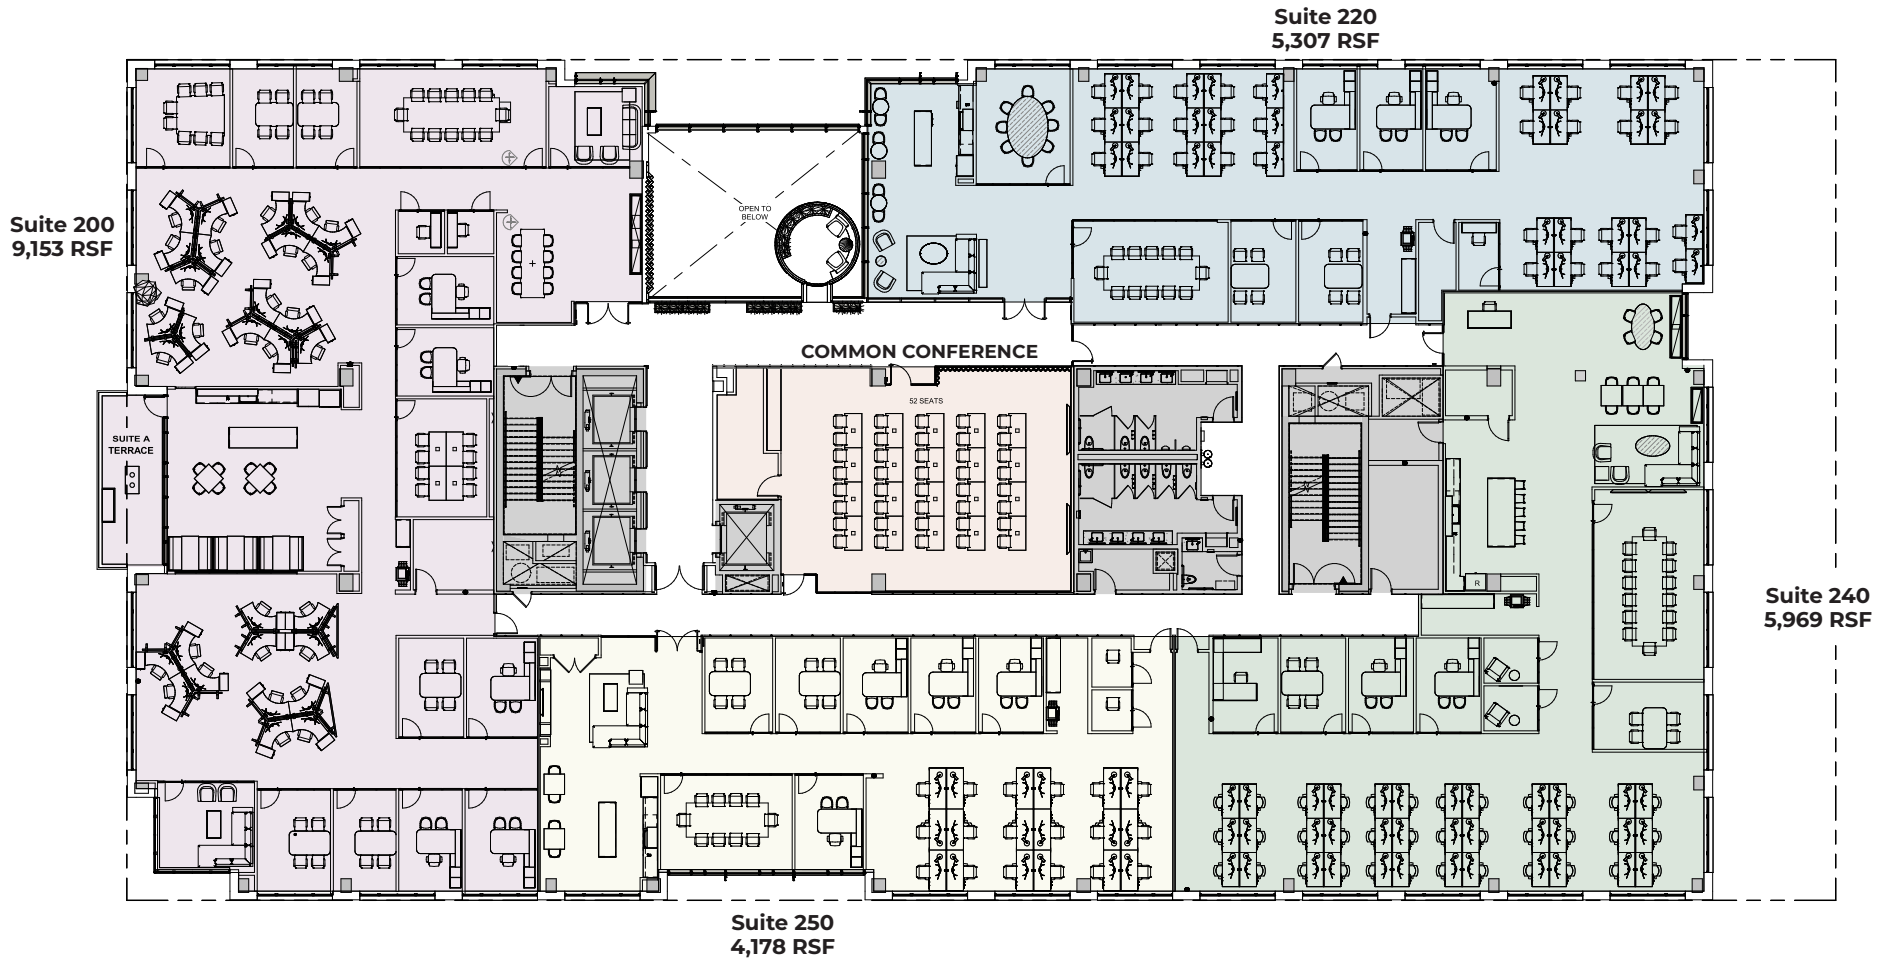 Suite 220
5,307 RSF
Suite 200
9,153 RSF
OPEN TO
BELOW
COMMON CONFERENCE
52 SEATS
SUITE A
TERRACE
R
Suite 240
5,969 RSF
Suite 250
4,178 RSF